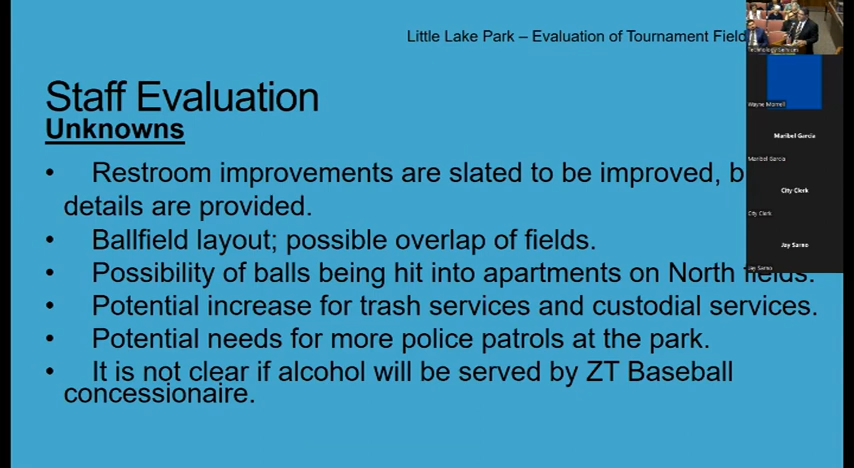 Little Lake Park – Evaluation of Tournament Field
Technology Services
Staff Evaluation
Unknowns
Wayne Morrell
• Restroom improvements are slated to be improved, b
details are provided.
• Ballfield layout; possible overlap of fields.
• Possibility of balls being hit into apartments on North fields.
• Potential increase for trash services and custodial services.
• Potential needs for more police patrols at the park.
• It is not clear if alcohol will be served by ZT Baseball
concessionaire.
Maribel Garcia
Maribel Garcia
City Clerk
City Clerk
Jay Sarno
Jay Sarno